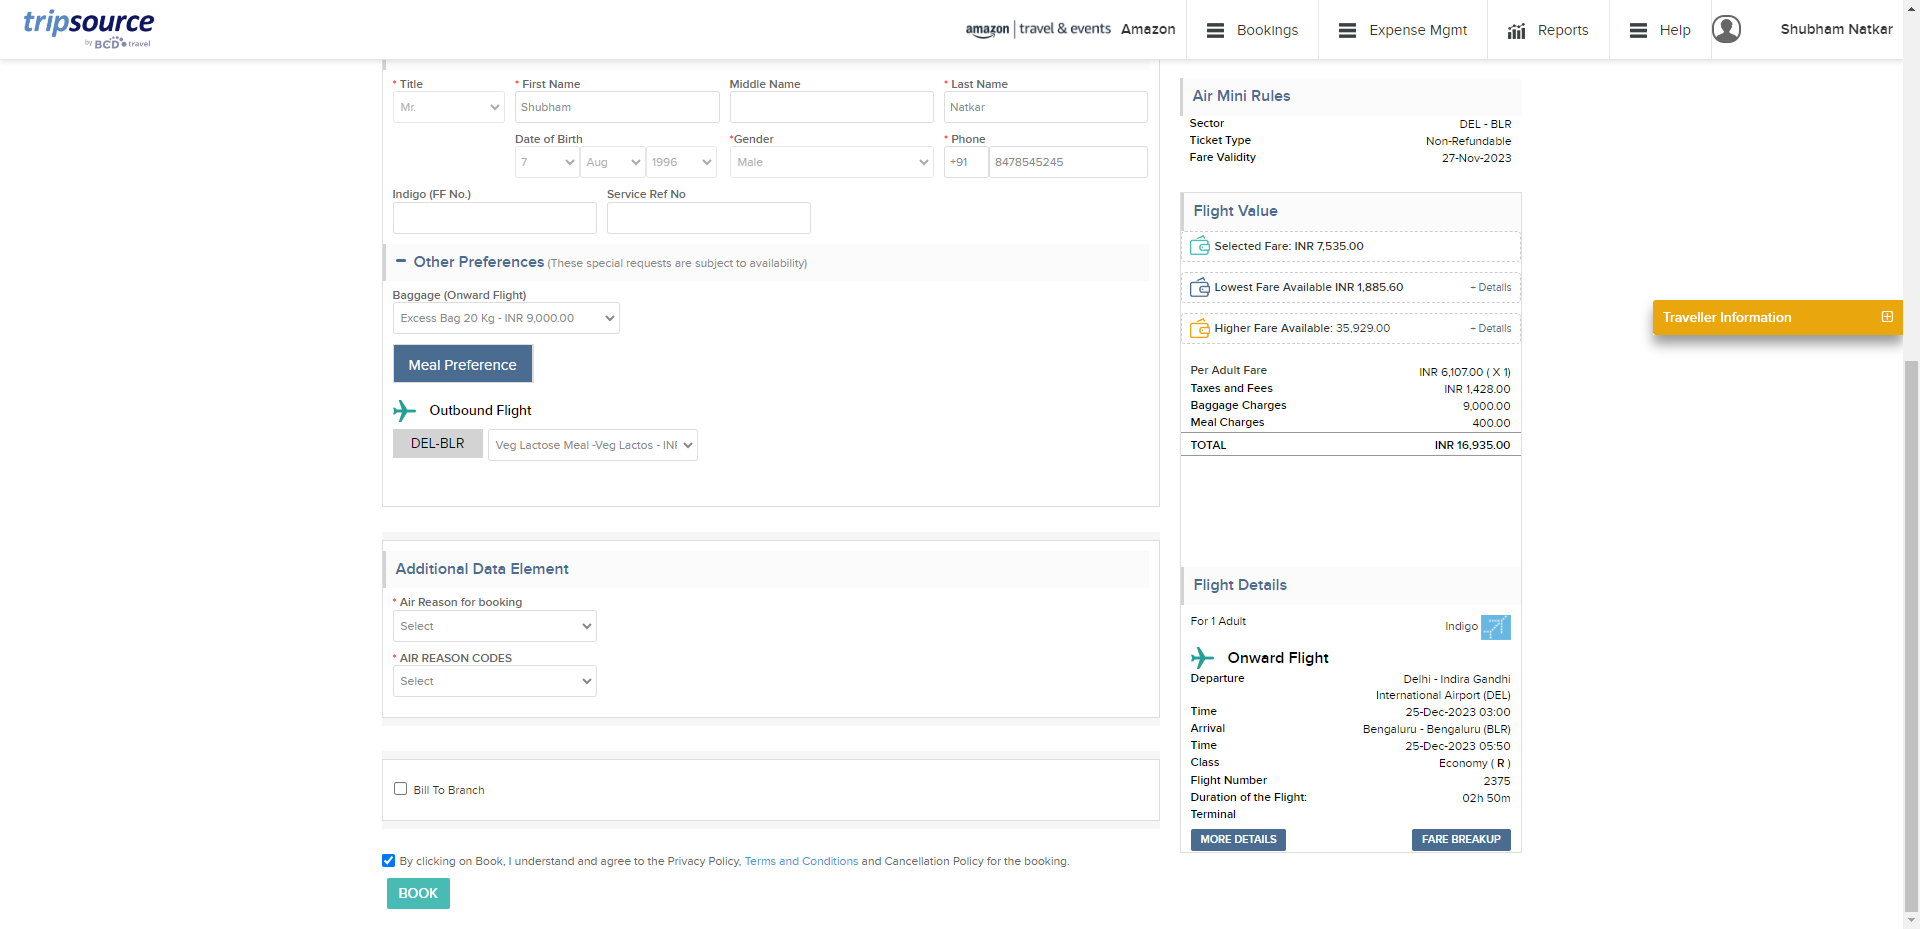 tripsource
by BCD travel
amazon | travel & events
Amazon
Bookings
Expense Mgmt
Reports
Help
Shubham Natkar
* Title
* First Name
Middle Name
* Last Name
Mr.
Shubham
Natkar
Date of Birth
*Gender
* Phone
7
Aug
1996
Male
+91
8478545245
Indigo (FF No.)
Service Ref No
Other Preferences (These special requests are subject to availability)
Baggage (Onward Flight)
Excess Bag 20 Kg - INR 9,000.00
Meal Preference
Outbound Flight
DEL-BLR
Veg Lactose Meal -Veg Lactos - INR
Additional Data Element
* Air Reason for booking
Select
* AIR REASON CODES
Select
Bill To Branch
By clicking on Book, I understand and agree to the Privacy Policy, Terms and Conditions and Cancellation Policy for the booking.
BOOK
Air Mini Rules
Sector DEL - BLR
Ticket Type Non-Refundable
Fare Validity 27-Nov-2023
Flight Value
Selected Fare: INR 7,535.00
Lowest Fare Available INR 1,885.60 + Details
Higher Fare Available: 35,929.00 + Details
Per Adult Fare INR 6,107.00 ( X 1)
Taxes and Fees INR 1,428.00
Baggage Charges 9,000.00
Meal Charges 400.00
TOTAL INR 16,935.00
Flight Details
For 1 Adult Indigo
Onward Flight
Departure Delhi - Indira Gandhi
International Airport (DEL)
Time 25-Dec-2023 03:00
Arrival Bengaluru - Bengaluru (BLR)
Time 25-Dec-2023 05:50
Class Economy ( R )
Flight Number 2375
Duration of the Flight: 02h 50m
Terminal
MORE DETAILS
FARE BREAKUP
Traveller Information